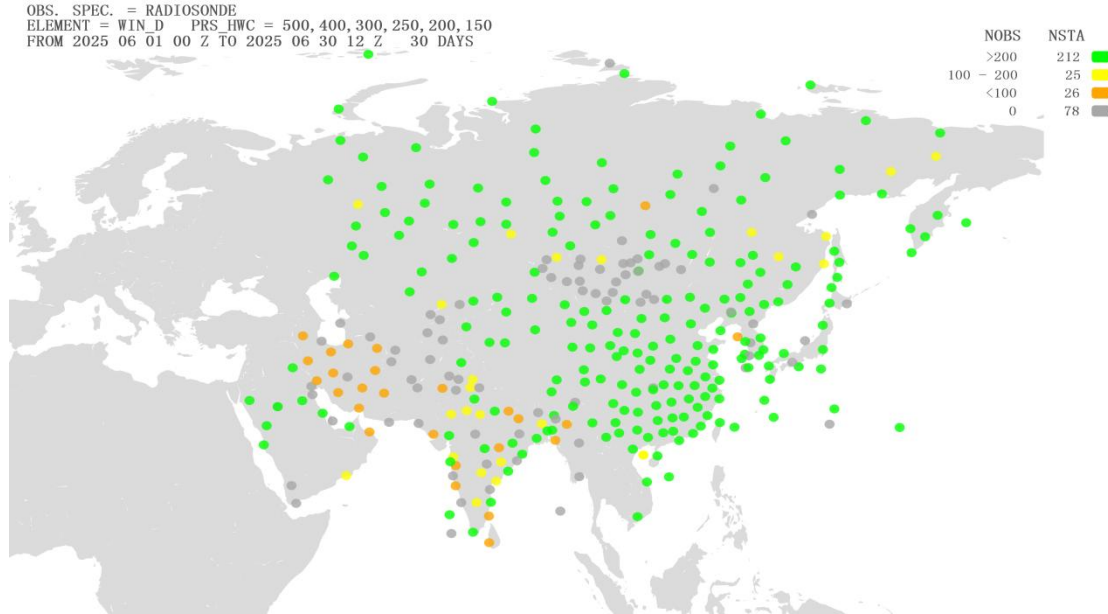 OBS. SPEC. = RADIOSONDE
ELEMENT = WIN_D PRS_HWC = 500,400,300,250,200,150
FROM 2025 06 01 00 Z TO 2025 06 30 12 Z 30 DAYS
NOBS NSTA
>200 212
100 - 200 25
<100 26
0 78